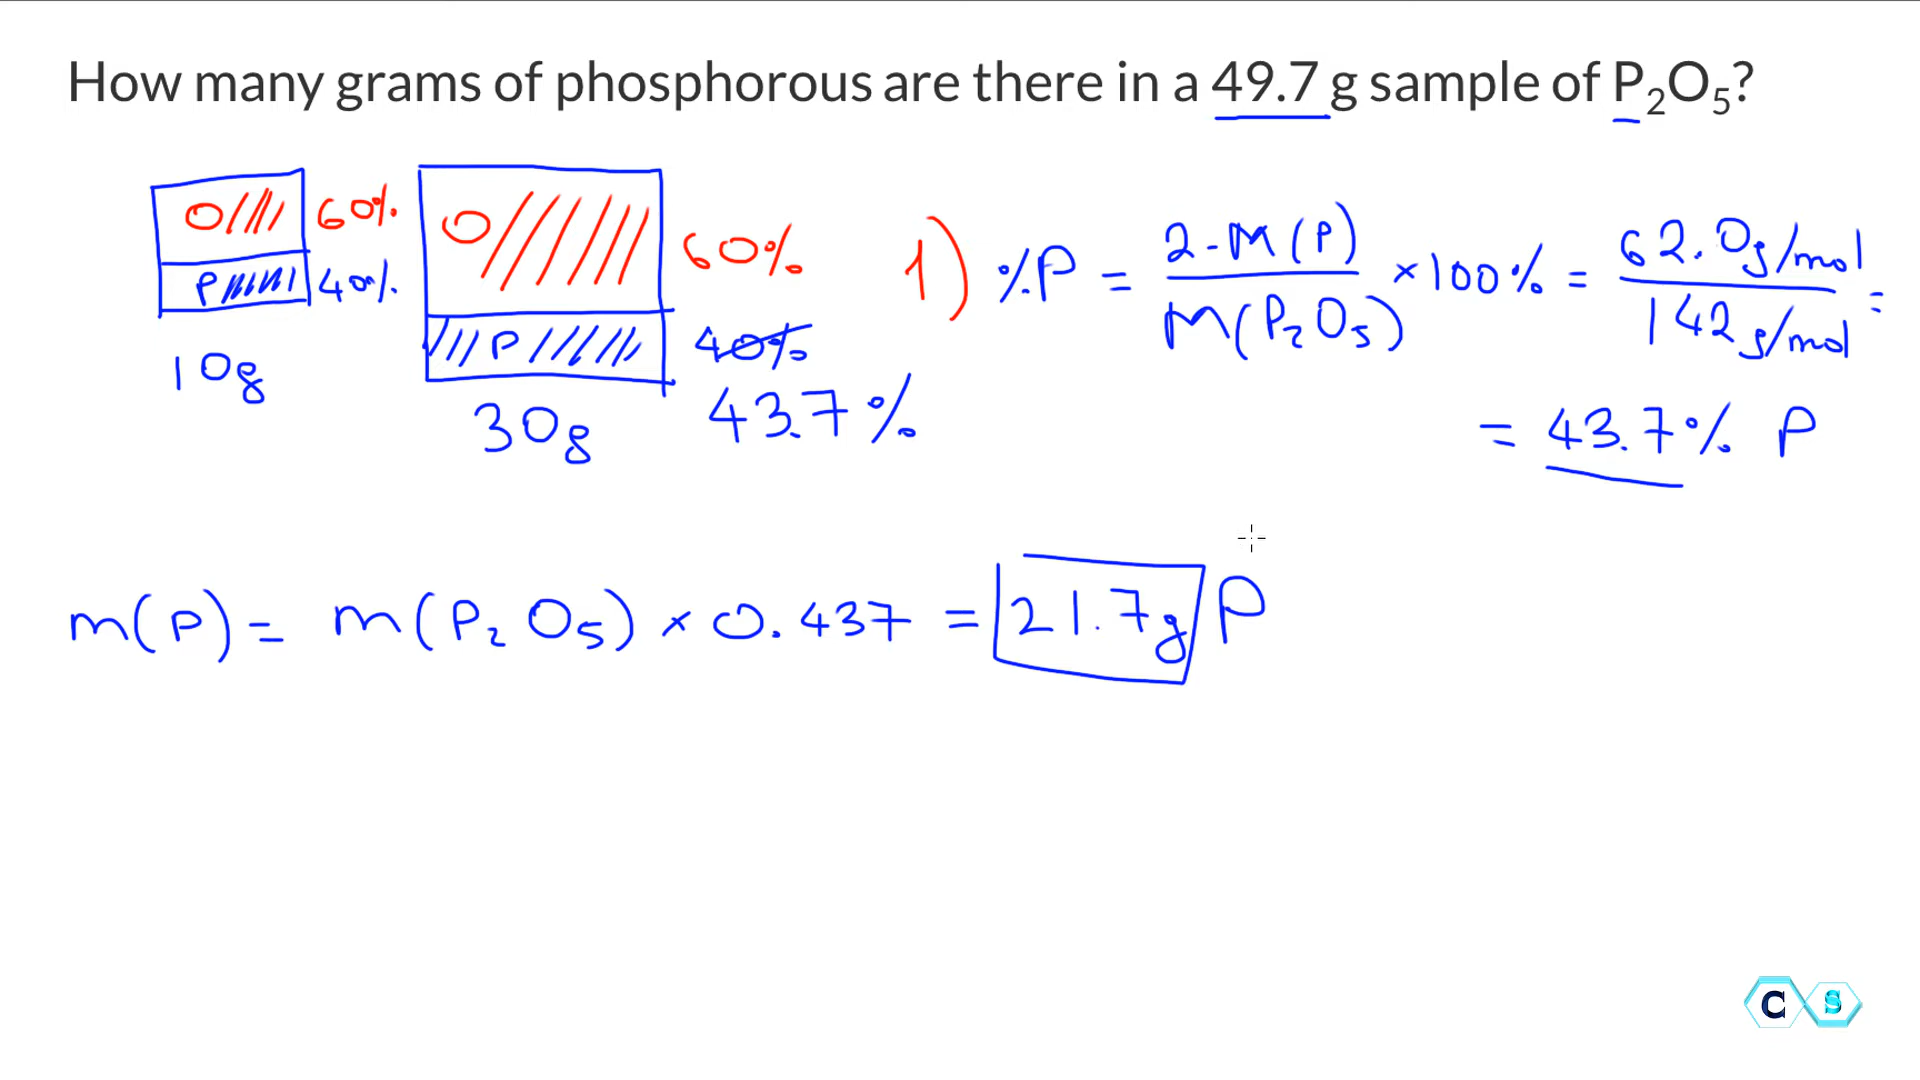 How many grams of phosphorous are there in a 49.7 g sample of P₂O₅?
O 60%
P 40%
10g
O 60%
P 40%
43.7%
30g
1) %P = 2·M(P) / M(P₂O₅) × 100% = 62.0g/mol / 142g/mol =
= 43.7% P
m(P) = m(P₂O₅) × 0.437 = 21.7g P
C S